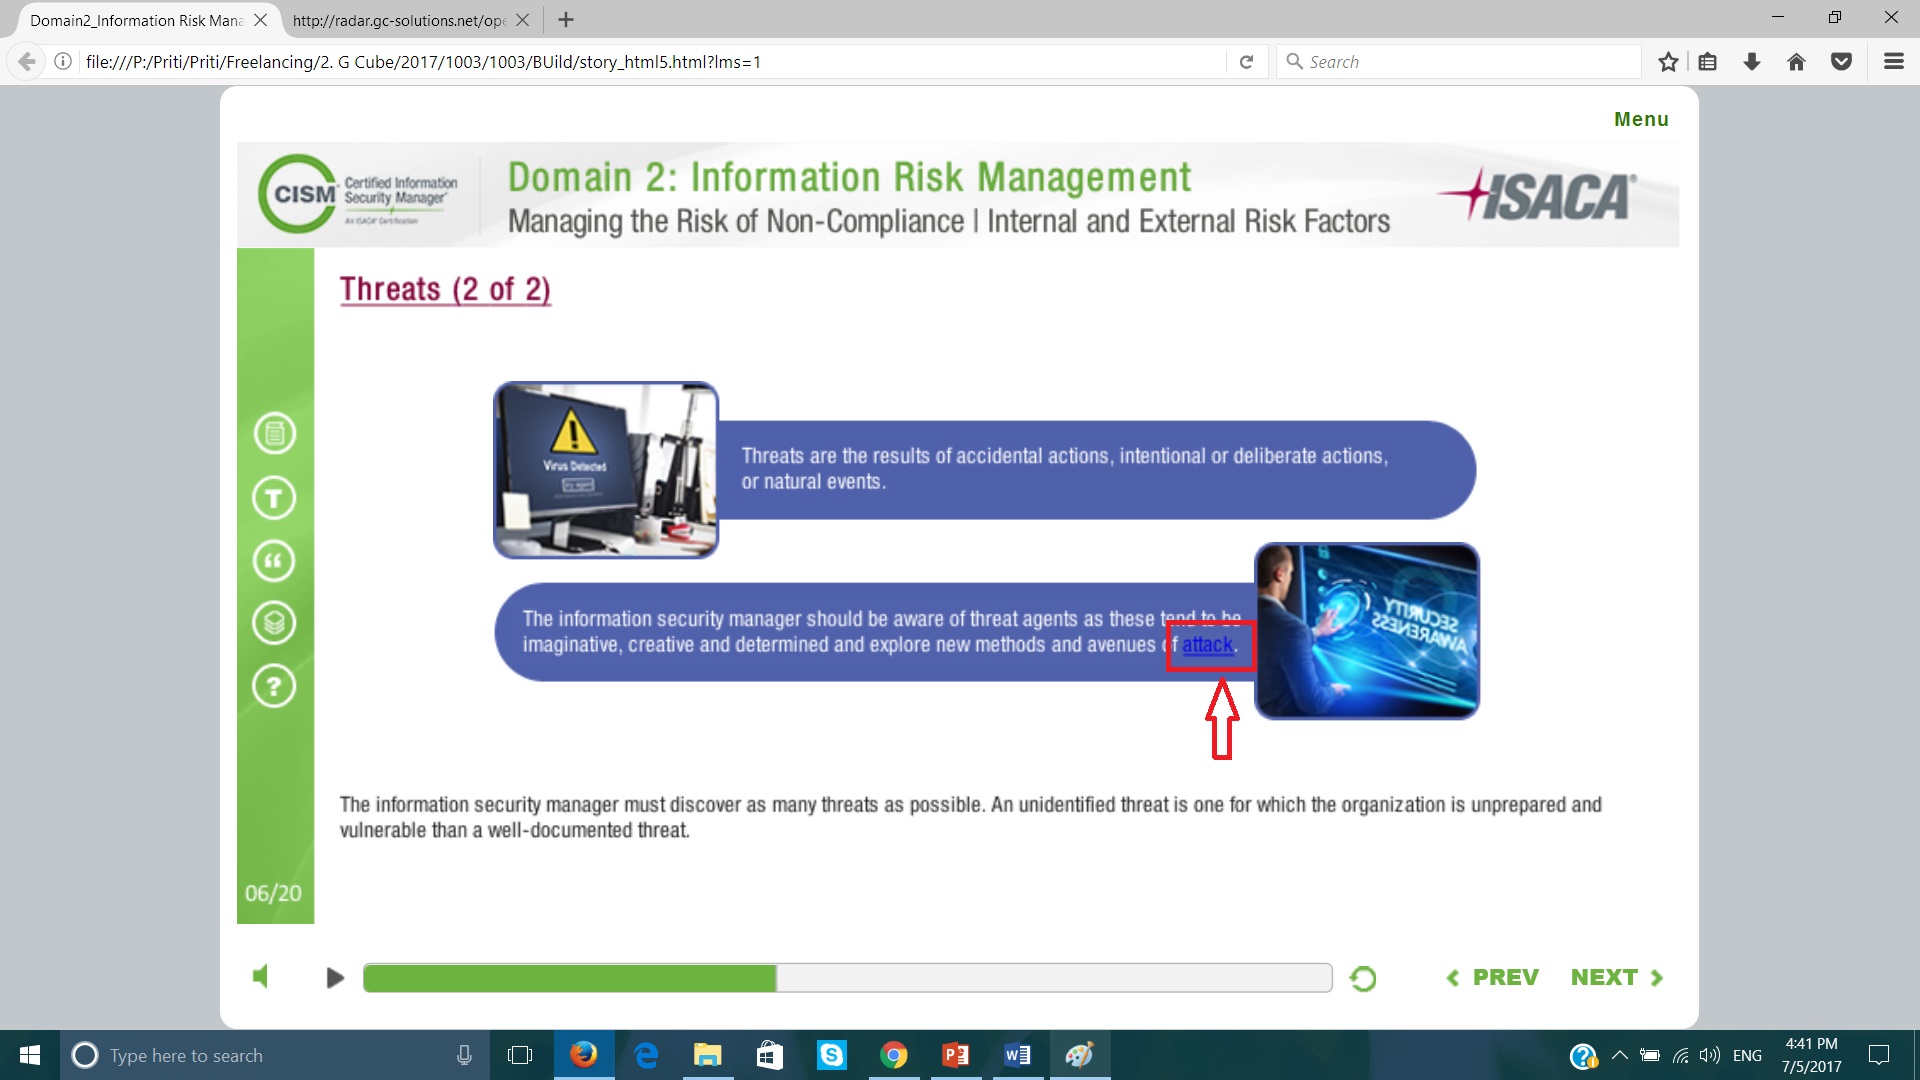 Domain2_Information Risk Mana
http://radar.gc-solutions.net/ope
file:///P:/Priti/Priti/Freelancing/2. G Cube/2017/1003/1003/BUild/story_html5.html?lms=1
Search
Menu
CISM
Certified Information
Security Manager®
An ISACA® Certification
Domain 2: Information Risk Management
Managing the Risk of Non-Compliance | Internal and External Risk Factors
ISACA®
Threats (2 of 2)
Virus Detected
Threats are the results of accidental actions, intentional or deliberate actions,
or natural events.
The information security manager should be aware of threat agents as these tend to be
imaginative, creative and determined and explore new methods and avenues of attack.
SECURITY
AWARENESS
T
“
?
The information security manager must discover as many threats as possible. An unidentified threat is one for which the organization is unprepared and
vulnerable than a well-documented threat.
06/20
PREV
NEXT
Type here to search
ENG
4:41 PM
7/5/2017